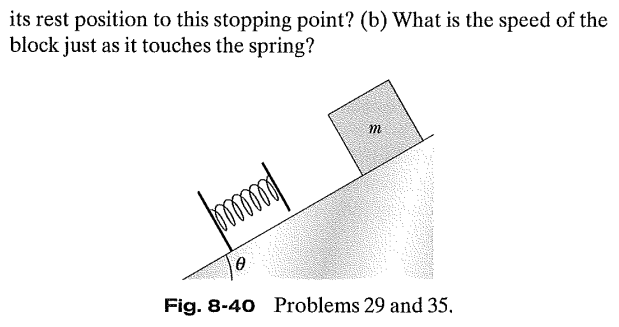 its rest position to this stopping point? (b) What is the speed of the
block just as it touches the spring?
m
θ
Fig. 8-40 Problems 29 and 35.